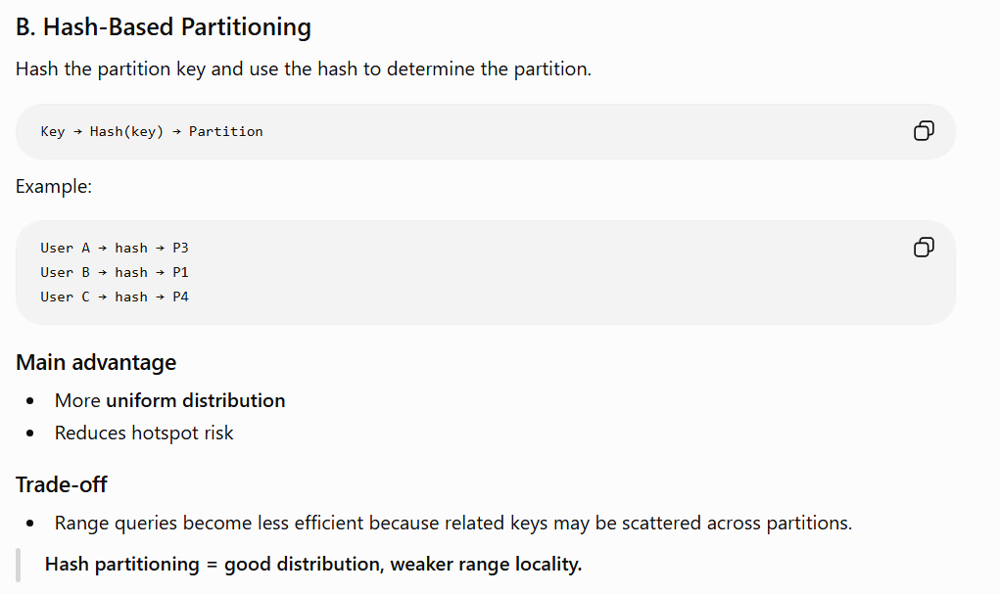 B. Hash-Based Partitioning
Hash the partition key and use the hash to determine the partition.
Key → Hash(key) → Partition
Example:
User A → hash → P3
User B → hash → P1
User C → hash → P4
Main advantage
• More uniform distribution
• Reduces hotspot risk
Trade-off
• Range queries become less efficient because related keys may be scattered across partitions.
Hash partitioning = good distribution, weaker range locality.